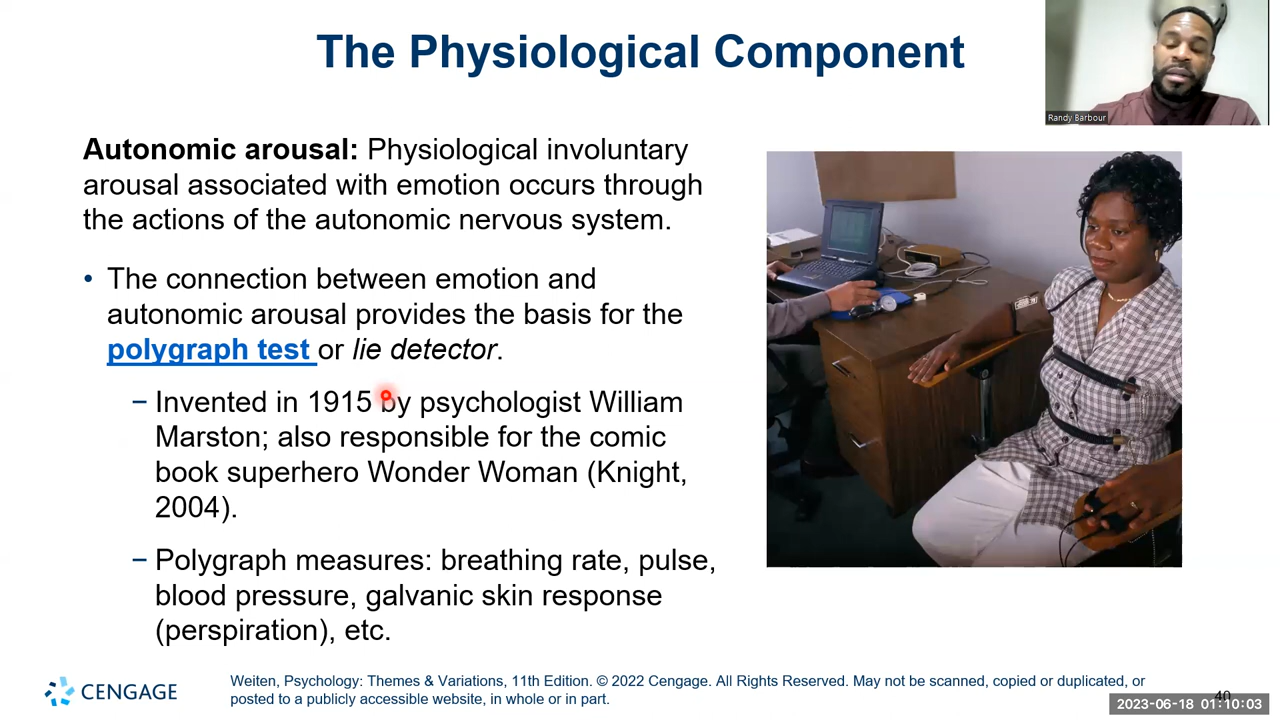 The Physiological Component
Randy Barbour
Autonomic arousal: Physiological involuntary
arousal associated with emotion occurs through
the actions of the autonomic nervous system.
• The connection between emotion and
autonomic arousal provides the basis for the
polygraph test or lie detector.
− Invented in 1915 by psychologist William
Marston; also responsible for the comic
book superhero Wonder Woman (Knight,
2004).
− Polygraph measures: breathing rate, pulse,
blood pressure, galvanic skin response
(perspiration), etc.
CENGAGE
Weiten, Psychology: Themes & Variations, 11th Edition. © 2022 Cengage. All Rights Reserved. May not be scanned, copied or duplicated, or
posted to a publicly accessible website, in whole or in part.
40
2023-06-18 01:10:03